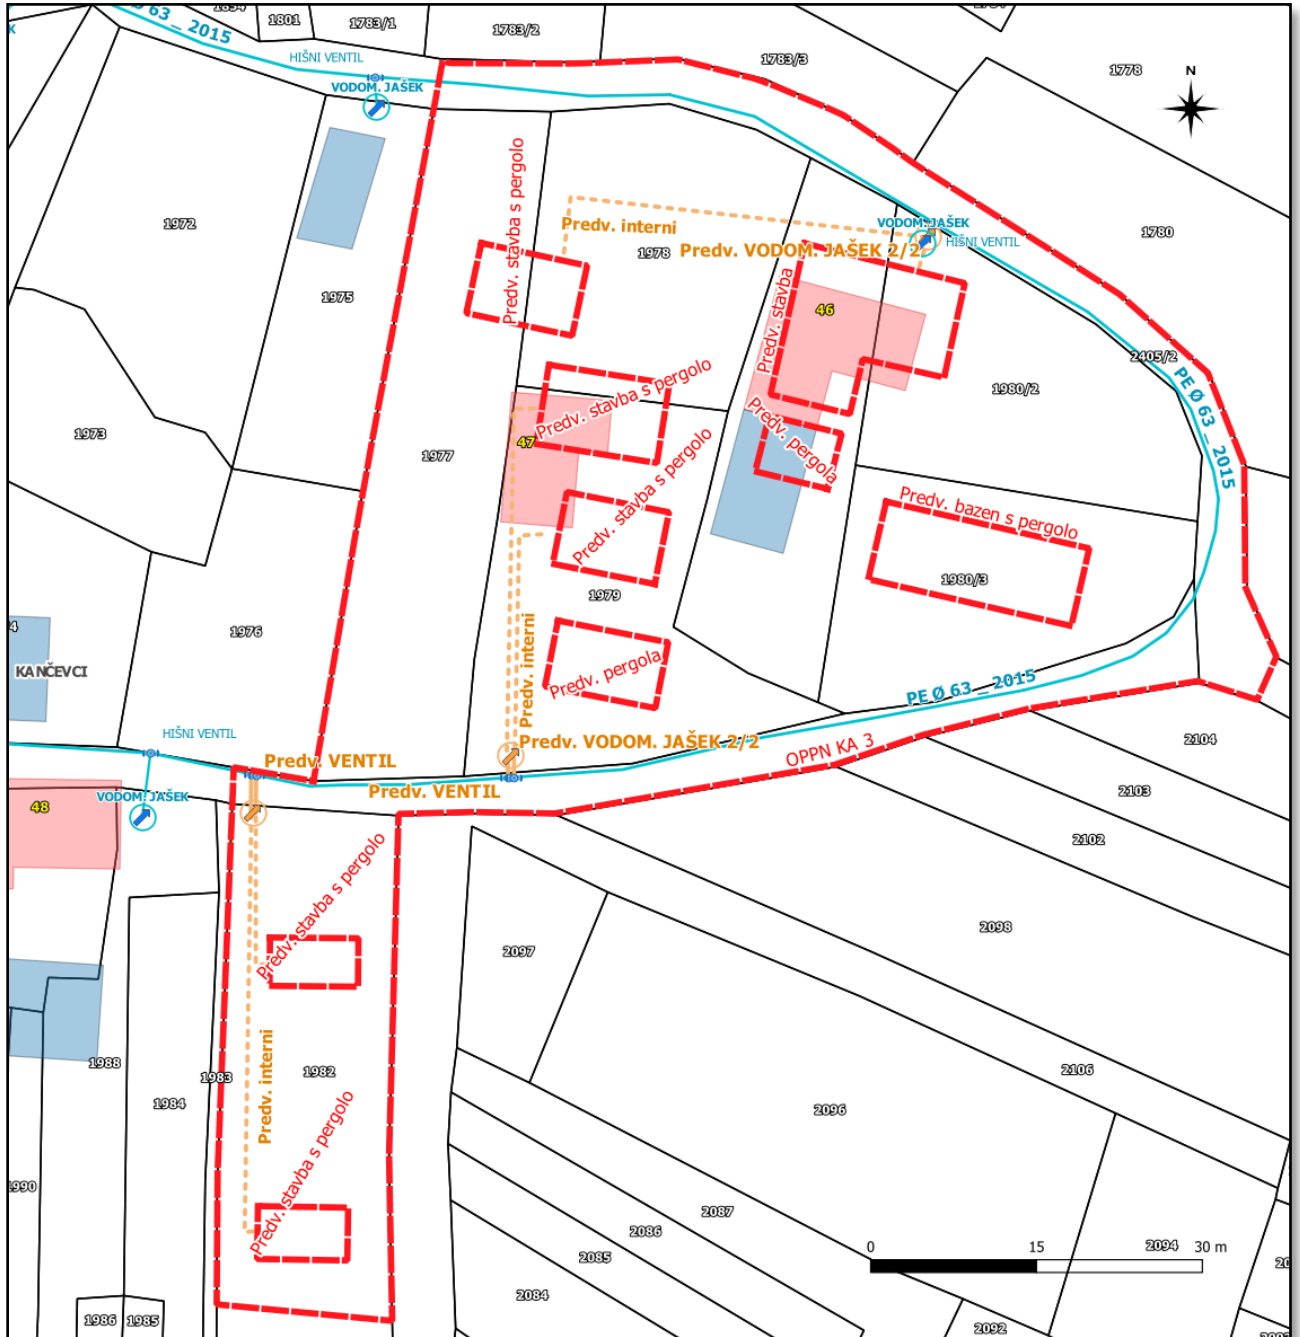 1801
1783/1
1783/2
1783/3
1778
Ø 63 _ 2015
HIŠNI VENTIL
VODOM. JAŠEK
N
1972
1975
Predv. stavba s pergolo
Predv. interni
1978
Predv. VODOM. JAŠEK 2/2
VODOM. JAŠEK
HIŠNI VENTIL
1780
Predv. stavba
46
2405/2
PE Ø 63 _ 2015
1980/2
1973
1977
47
Predv. stavba s pergolo
Predv. stavba s pergolo
Predv. pergola
Predv. bazen s pergolo
1980/3
1979
1976
KANČEVCI
Predv. interni
Predv. pergola
PE Ø 63 _ 2015
HIŠNI VENTIL
Predv. VENTIL
Predv. VODOM. JAŠEK 2/2
OPPN KA 3
Predv. VENTIL
2104
2103
2102
48
VODOM. JAŠEK
Predv. stavba s pergolo
2097
2098
1988
1983
1984
1982
Predv. interni
2106
2096
Predv. stavba s pergolo
1990
2087
2086
2085
2084
0 15 30 m
2094
1986
1985
2092